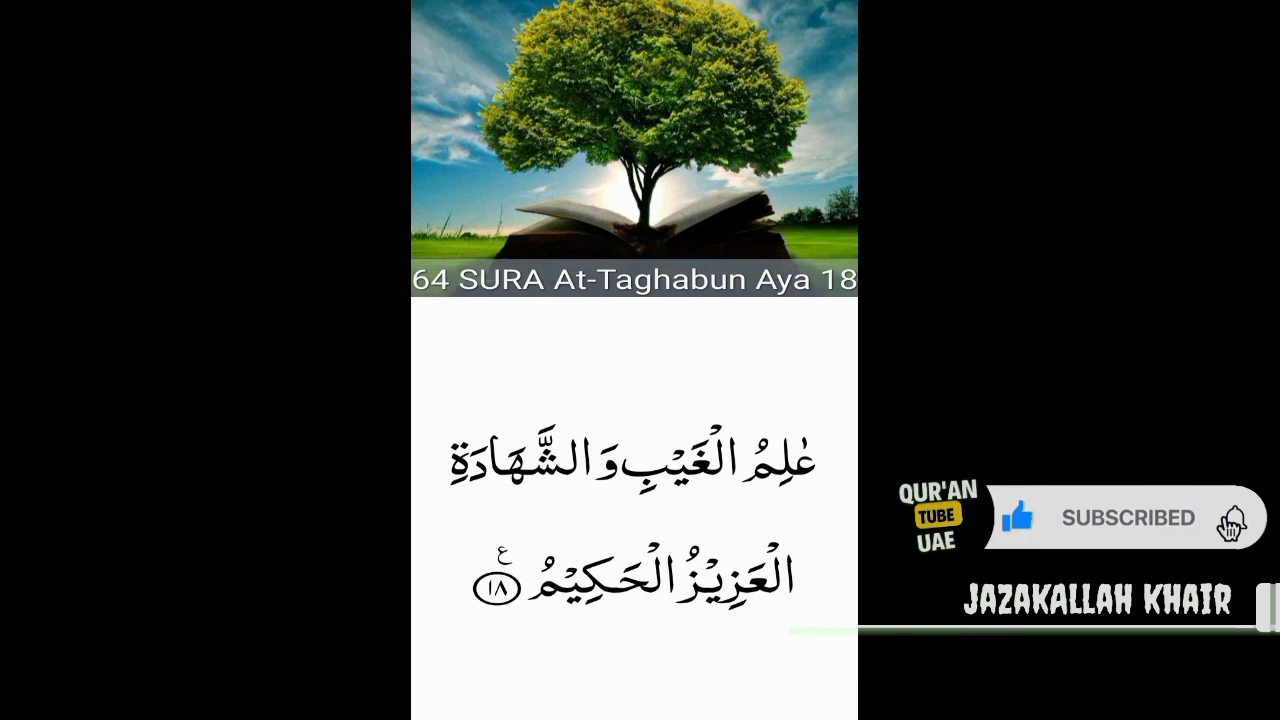 64 SURA At-Taghabun Aya 18
عٰلِمُ الْغَيْبِ وَالشَّهَادَةِ
الْعَزِيْزُ الْحَكِيْمُ ع ١٨
QUR'AN
TUBE
UAE
SUBSCRIBED
JAZAKALLAH KHAIR